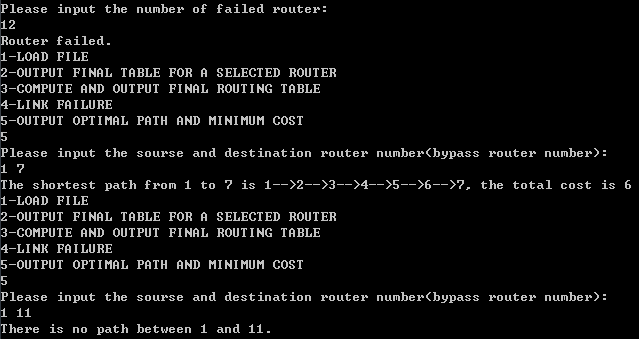 Please input the number of failed router:
12
Router failed.
1-LOAD FILE
2-OUTPUT FINAL TABLE FOR A SELECTED ROUTER
3-COMPUTE AND OUTPUT FINAL ROUTING TABLE
4-LINK FAILURE
5-OUTPUT OPTIMAL PATH AND MINIMUM COST
5
Please input the sourse and destination router number(bypass router number):
1 7
The shortest path from 1 to 7 is 1-->2-->3-->4-->5-->6-->7, the total cost is 6
1-LOAD FILE
2-OUTPUT FINAL TABLE FOR A SELECTED ROUTER
3-COMPUTE AND OUTPUT FINAL ROUTING TABLE
4-LINK FAILURE
5-OUTPUT OPTIMAL PATH AND MINIMUM COST
5
Please input the sourse and destination router number(bypass router number):
1 11
There is no path between 1 and 11.